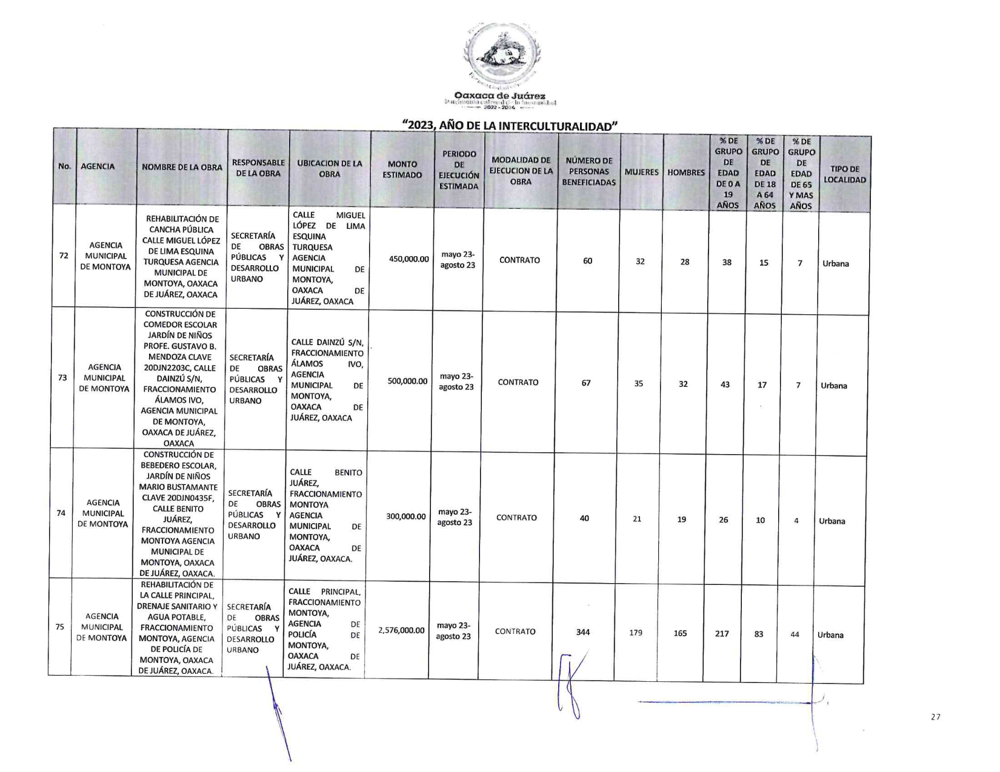 Oaxaca de Juárez
Patrimonio cultural de la humanidad
2022 - 2024
“2023, AÑO DE LA INTERCULTURALIDAD”
No.
AGENCIA
NOMBRE DE LA OBRA
RESPONSABLE
DE LA OBRA
UBICACION DE LA
OBRA
MONTO
ESTIMADO
PERIODO
DE
EJECUCIÓN
ESTIMADA
MODALIDAD DE
EJECUCION DE LA
OBRA
NÚMERO DE
PERSONAS
BENEFICIADAS
MUJERES
HOMBRES
% DE
GRUPO
DE
EDAD
DE 0 A
19
AÑOS
% DE
GRUPO
DE
EDAD
DE 18
A 64
AÑOS
% DE
GRUPO
DE
EDAD
DE 65
Y MAS
AÑOS
TIPO DE
LOCALIDAD
72
AGENCIA
MUNICIPAL
DE MONTOYA
REHABILITACIÓN DE
CANCHA PÚBLICA
CALLE MIGUEL LÓPEZ
DE LIMA ESQUINA
TURQUESA AGENCIA
MUNICIPAL DE
MONTOYA, OAXACA
DE JUÁREZ, OAXACA
SECRETARÍA
DE OBRAS
PÚBLICAS Y
DESARROLLO
URBANO
CALLE MIGUEL
LÓPEZ DE LIMA
ESQUINA
TURQUESA
AGENCIA
MUNICIPAL DE
MONTOYA,
OAXACA DE
JUÁREZ, OAXACA
450,000.00
mayo 23-
agosto 23
CONTRATO
60
32
28
38
15
7
Urbana
73
AGENCIA
MUNICIPAL
DE MONTOYA
CONSTRUCCIÓN DE
COMEDOR ESCOLAR
JARDÍN DE NIÑOS
PROFE. GUSTAVO B.
MENDOZA CLAVE
20DJN2203C, CALLE
DAINZÚ S/N,
FRACCIONAMIENTO
ÁLAMOS IVO,
AGENCIA MUNICIPAL
DE MONTOYA,
OAXACA DE JUÁREZ,
OAXACA
SECRETARÍA
DE OBRAS
PÚBLICAS Y
DESARROLLO
URBANO
CALLE DAINZÚ S/N,
FRACCIONAMIENTO
ÁLAMOS IVO,
AGENCIA
MUNICIPAL DE
MONTOYA,
OAXACA DE
JUÁREZ, OAXACA
500,000.00
mayo 23-
agosto 23
CONTRATO
67
35
32
43
17
7
Urbana
74
AGENCIA
MUNICIPAL
DE MONTOYA
CONSTRUCCIÓN DE
BEBEDERO ESCOLAR,
JARDÍN DE NIÑOS
MARIO BUSTAMANTE
CLAVE 20DJN0435F,
CALLE BENITO
JUÁREZ,
FRACCIONAMIENTO
MONTOYA AGENCIA
MUNICIPAL DE
MONTOYA, OAXACA
DE JUÁREZ, OAXACA.
SECRETARÍA
DE OBRAS
PÚBLICAS Y
DESARROLLO
URBANO
CALLE BENITO
JUÁREZ,
FRACCIONAMIENTO
MONTOYA
AGENCIA
MUNICIPAL DE
MONTOYA,
OAXACA DE
JUÁREZ, OAXACA.
300,000.00
mayo 23-
agosto 23
CONTRATO
40
21
19
26
10
4
Urbana
75
AGENCIA
MUNICIPAL
DE MONTOYA
REHABILITACIÓN DE
LA CALLE PRINCIPAL,
DRENAJE SANITARIO Y
AGUA POTABLE,
FRACCIONAMIENTO
MONTOYA, AGENCIA
DE POLICÍA DE
MONTOYA, OAXACA
DE JUÁREZ, OAXACA.
SECRETARÍA
DE OBRAS
PÚBLICAS Y
DESARROLLO
URBANO
CALLE PRINCIPAL,
FRACCIONAMIENTO
MONTOYA,
AGENCIA DE
POLICÍA DE
MONTOYA,
OAXACA DE
JUÁREZ, OAXACA.
2,576,000.00
mayo 23-
agosto 23
CONTRATO
344
179
165
217
83
44
Urbana
27